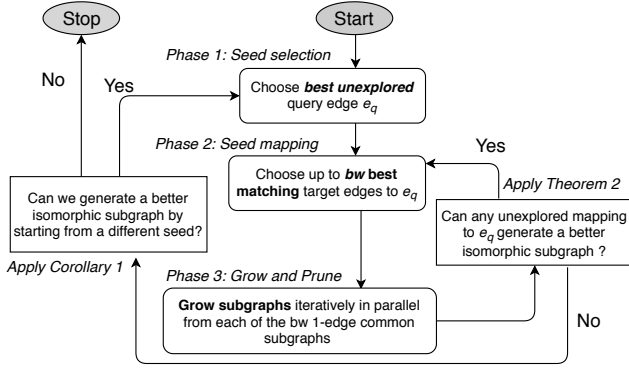 Stop
Start
Phase 1: Seed selection
No
Yes
Choose best unexplored
query edge e_q
Phase 2: Seed mapping
Yes
Choose up to bw best
matching target edges to e_q
Apply Theorem 2
Can we generate a better
isomorphic subgraph by
starting from a different seed?
Can any unexplored mapping
to e_q generate a better
isomorphic subgraph ?
Apply Corollary 1
Phase 3: Grow and Prune
Grow subgraphs iteratively in parallel
from each of the bw 1-edge common
subgraphs
No